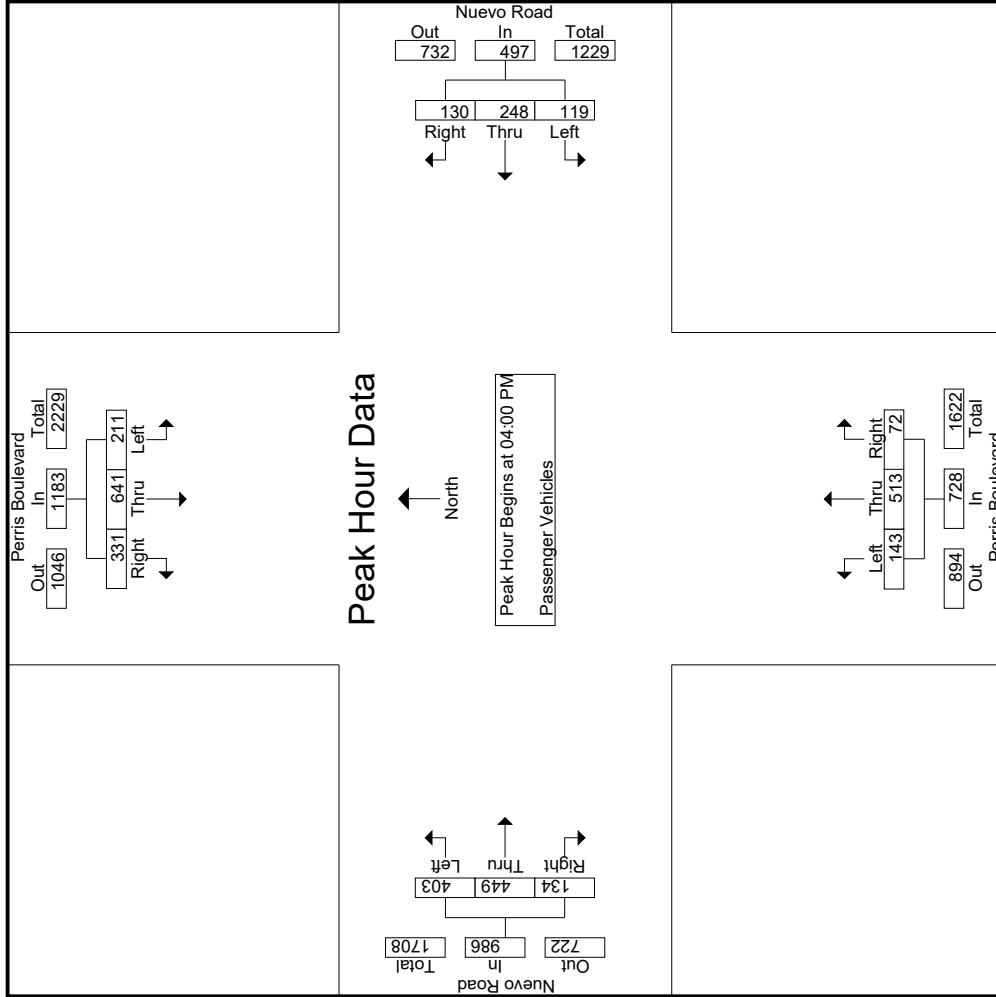 Nuevo Road
Out In Total
732 497 1229
130 248 119
Right Thru Left
Perris Boulevard
Out In Total
1046 1183 2229
331 641 211
Right Thru Left
Peak Hour Data
North
Peak Hour Begins at 04:00 PM
Passenger Vehicles
Left Thru Right
143 513 72
894 728 1622
Out In Total
Perris Boulevard
Left Thru Right
403 449 134
1708 986 722
Total In Out
Nuevo Road